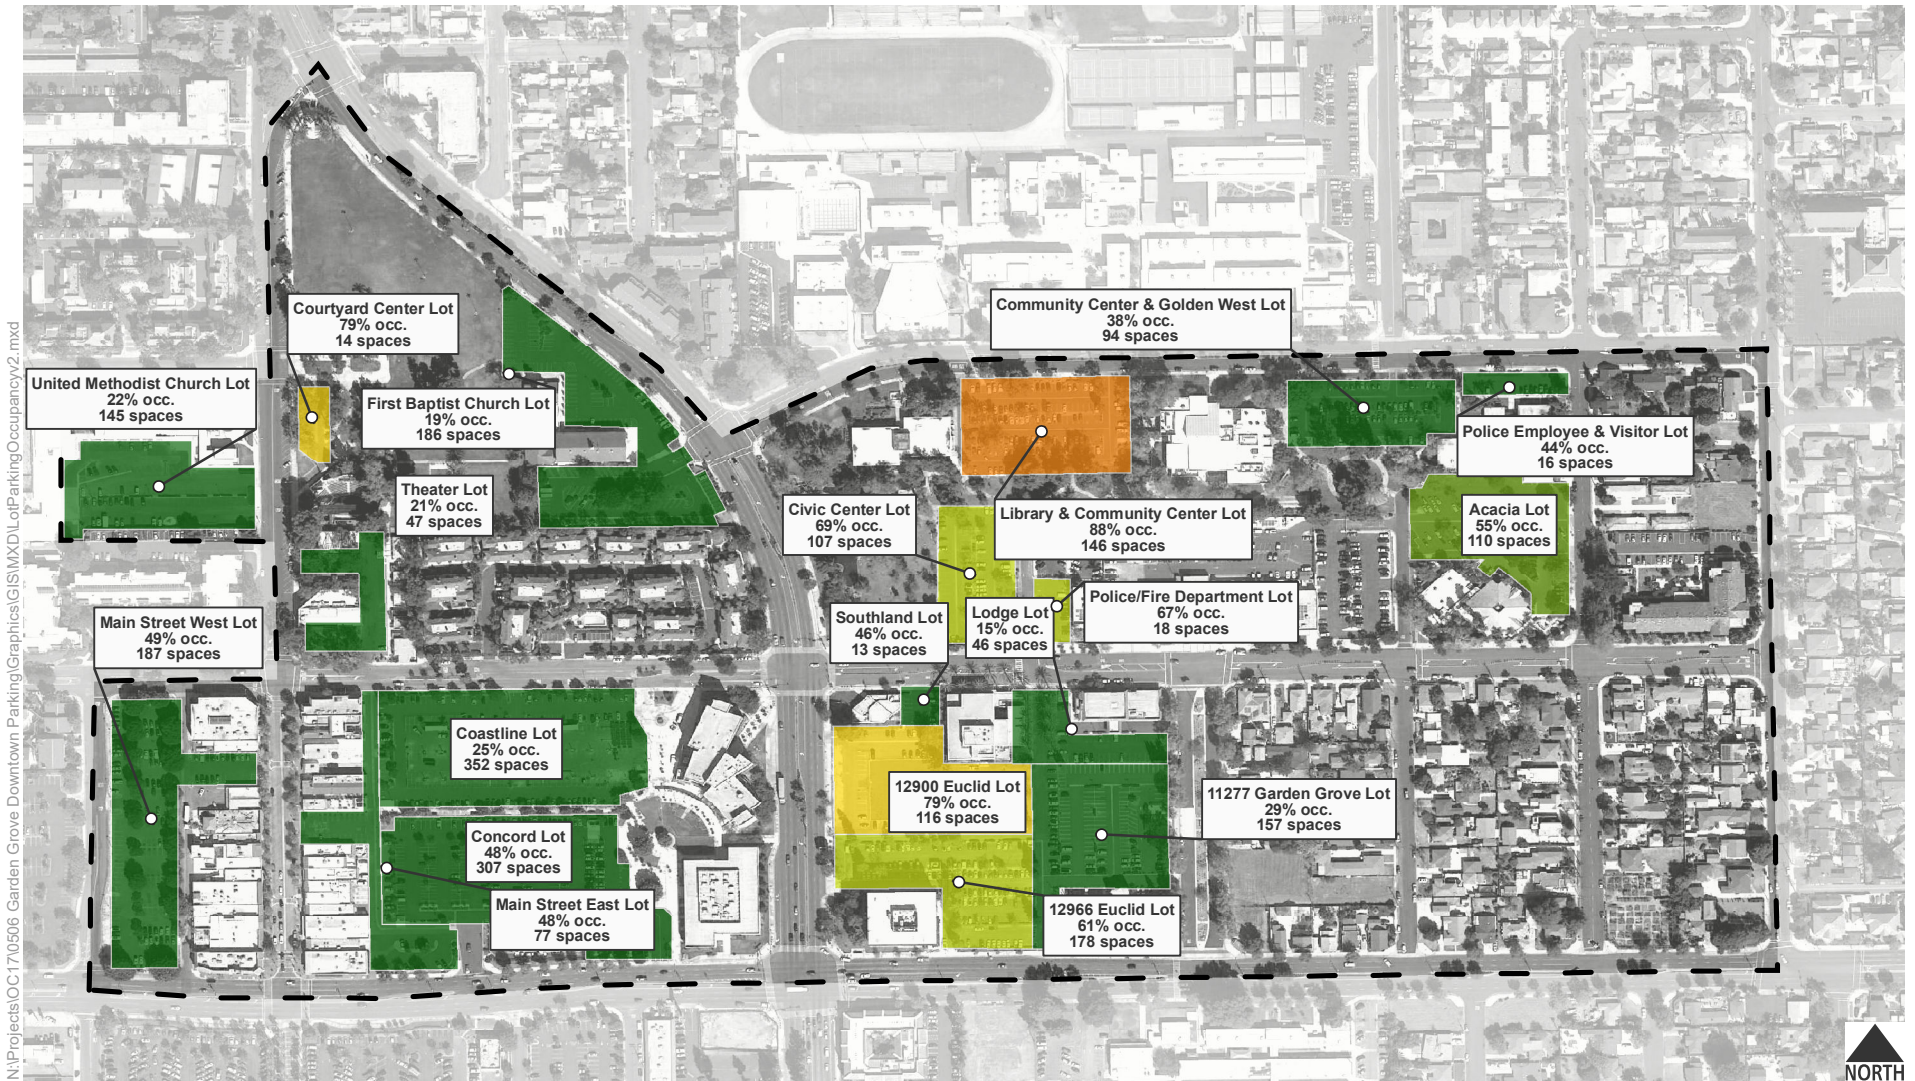 N:\Projects\OC17\0506 Garden Grove Downtown Parking\Graphics\GIS\MXD\LotParkingOccupancyv2.mxd
Courtyard Center Lot
79% occ.
14 spaces
Community Center & Golden West Lot
38% occ.
94 spaces
United Methodist Church Lot
22% occ.
145 spaces
First Baptist Church Lot
19% occ.
186 spaces
Police Employee & Visitor Lot
44% occ.
16 spaces
Theater Lot
21% occ.
47 spaces
Civic Center Lot
69% occ.
107 spaces
Library & Community Center Lot
88% occ.
146 spaces
Acacia Lot
55% occ.
110 spaces
Main Street West Lot
49% occ.
187 spaces
Southland Lot
46% occ.
13 spaces
Lodge Lot
15% occ.
46 spaces
Police/Fire Department Lot
67% occ.
18 spaces
Coastline Lot
25% occ.
352 spaces
12900 Euclid Lot
79% occ.
116 spaces
11277 Garden Grove Lot
29% occ.
157 spaces
Concord Lot
48% occ.
307 spaces
Main Street East Lot
48% occ.
77 spaces
12966 Euclid Lot
61% occ.
178 spaces
NORTH